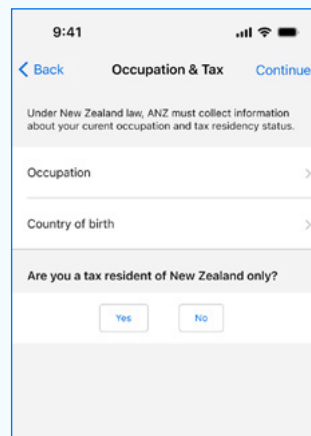 9:41
Back Occupation & Tax Continue
Under New Zealand law, ANZ must collect information
about your curent occupation and tax residency status.
Occupation
Country of birth
Are you a tax resident of New Zealand only?
Yes No